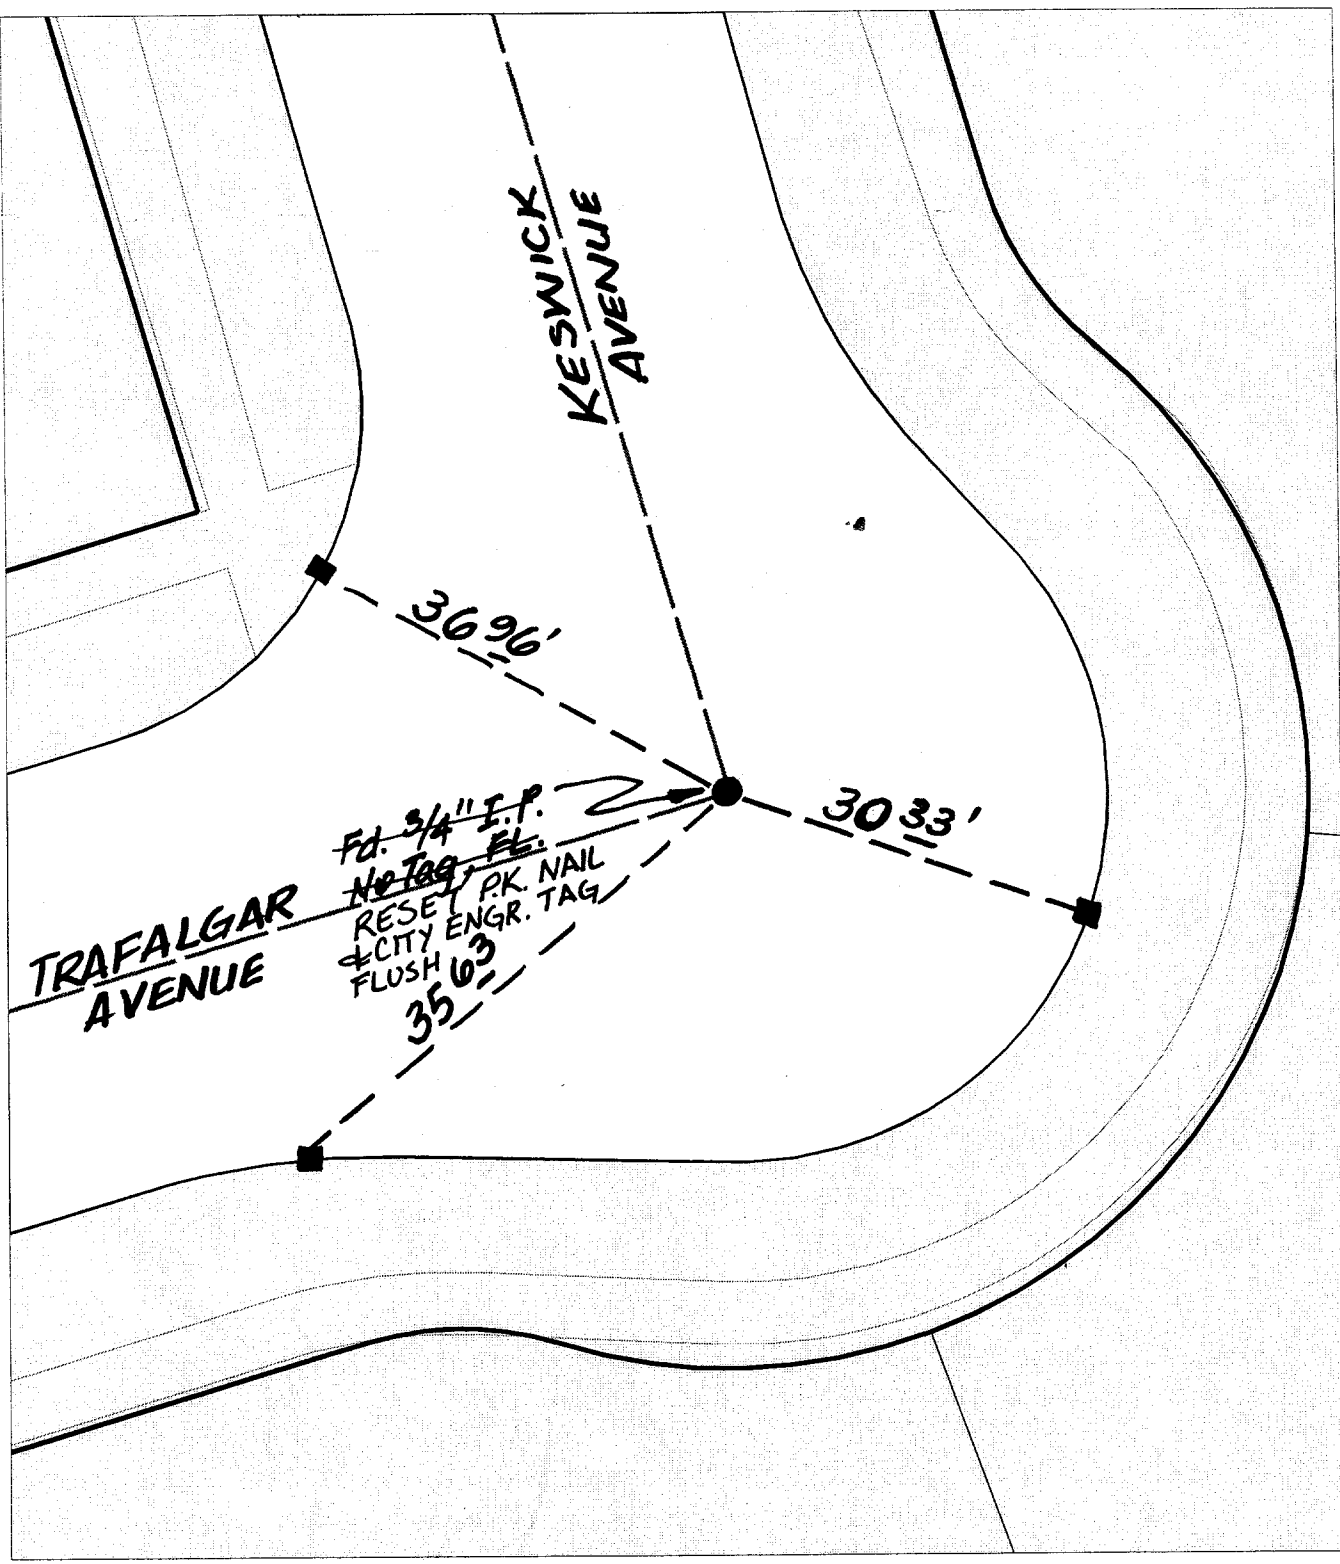 KESWICK
AVENUE
36 96'
30 33'
Fd. 3/4" I.P.
No Tag, FL.
RESET P.K. NAIL
& CITY ENGR. TAG
FLUSH
35 63
TRAFALGAR
AVENUE